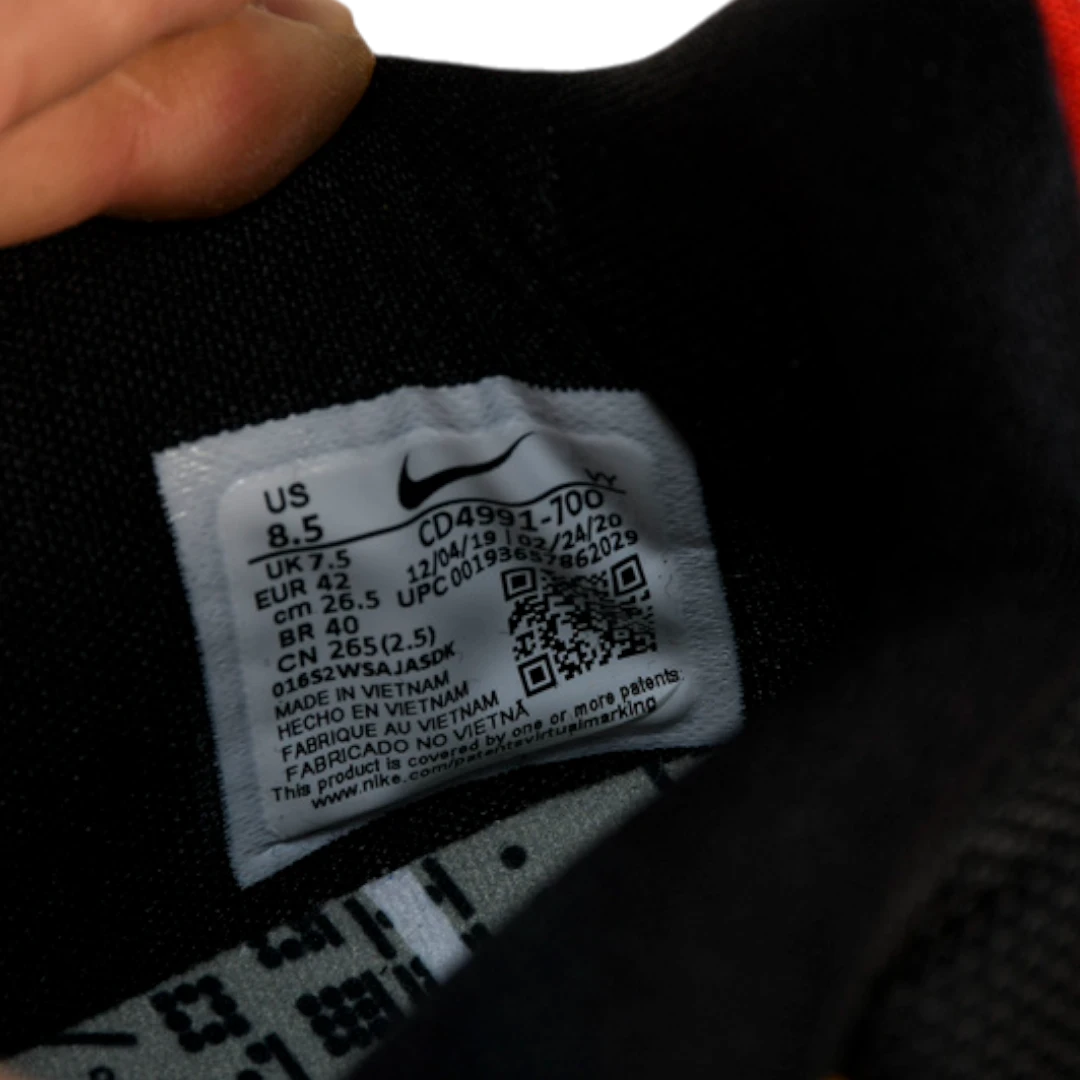 US
8.5
UK 7.5
EUR 42
cm 26.5
BR 40
CN 265(2.5)
CD4991-700
W
12/04/19 | 02/24/20
UPC 00193657862029
01652WSAJASDK
MADE IN VIETNAM
HECHO EN VIETNAM
FABRIQUE AU VIETNAM
FABRICADO NO VIETNÃ
This product is covered by one or more patents.
www.nike.com/patentsvirtualmarking